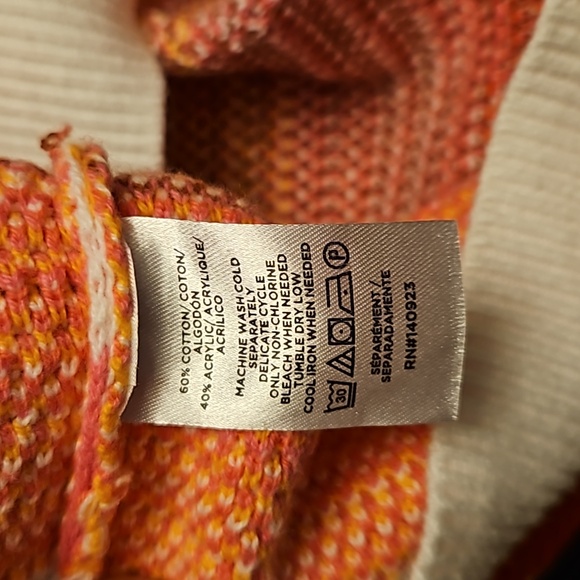 60% COTTON/COTON/
ALGODÓN
40% ACRYLIC/ACRYLIQUE/
ACRÍLICO
MACHINE WASH COLD
SEPARATELY
DELICATE CYCLE
ONLY NON-CHLORINE
BLEACH WHEN NEEDED
TUMBLE DRY LOW
COOL IRON WHEN NEEDED
30 P
SÉPARÉMENT/
SEPARADAMENTE
RN#140923